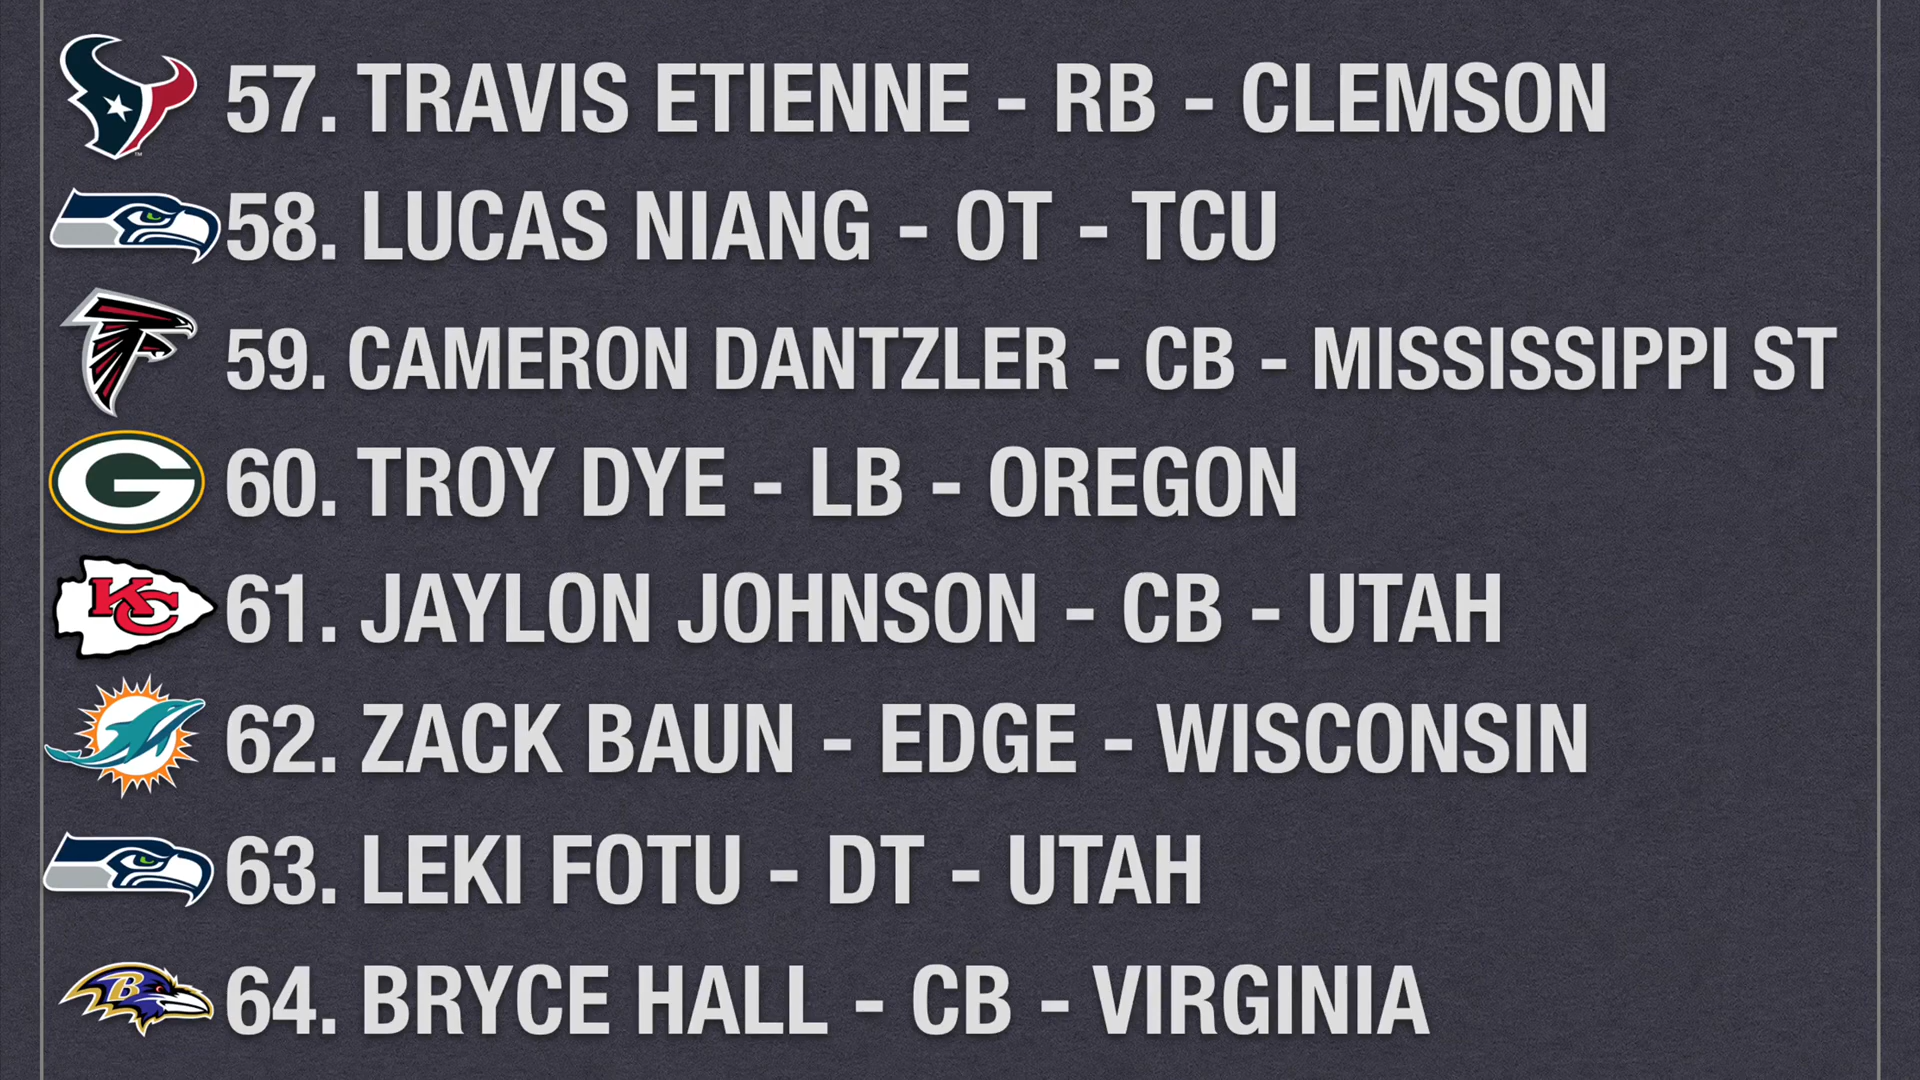 57. TRAVIS ETIENNE - RB - CLEMSON
58. LUCAS NIANG - OT - TCU
59. CAMERON DANTZLER - CB - MISSISSIPPI ST
60. TROY DYE - LB - OREGON
61. JAYLON JOHNSON - CB - UTAH
62. ZACK BAUN - EDGE - WISCONSIN
63. LEKI FOTU - DT - UTAH
64. BRYCE HALL - CB - VIRGINIA